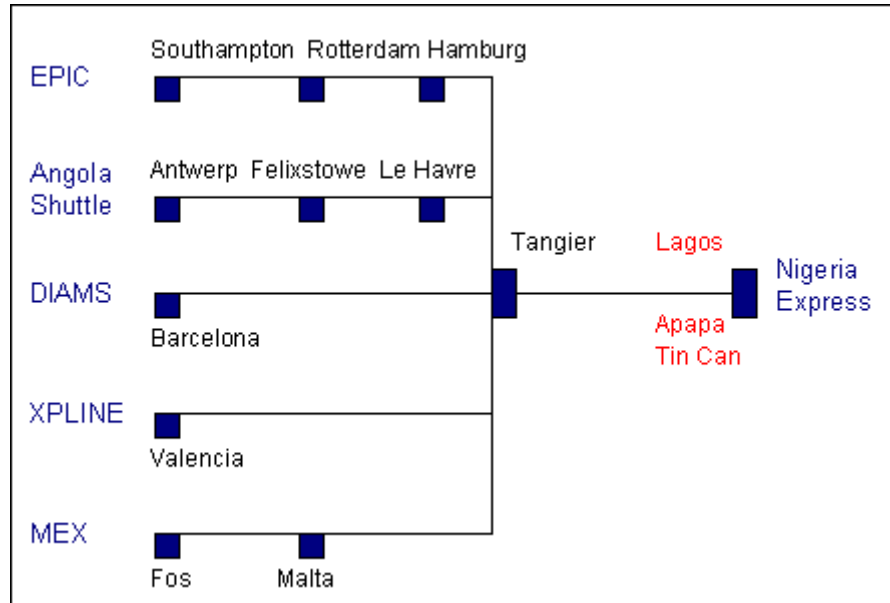 Southampton Rotterdam Hamburg
EPIC
Angola
Shuttle
Antwerp Felixstowe Le Havre
Tangier
Lagos
Nigeria
Express
DIAMS
Barcelona
Apapa
Tin Can
XPLINE
Valencia
MEX
Fos Malta